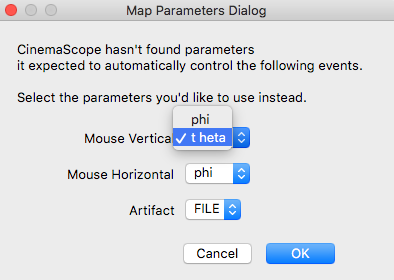 Map Parameters Dialog
CinemaScope hasn't found parameters
it expected to automatically control the following events.
Select the parameters you'd like to use instead.
phi
Mouse Vertical ✓ t heta
Mouse Horizontal phi
Artifact FILE
Cancel OK